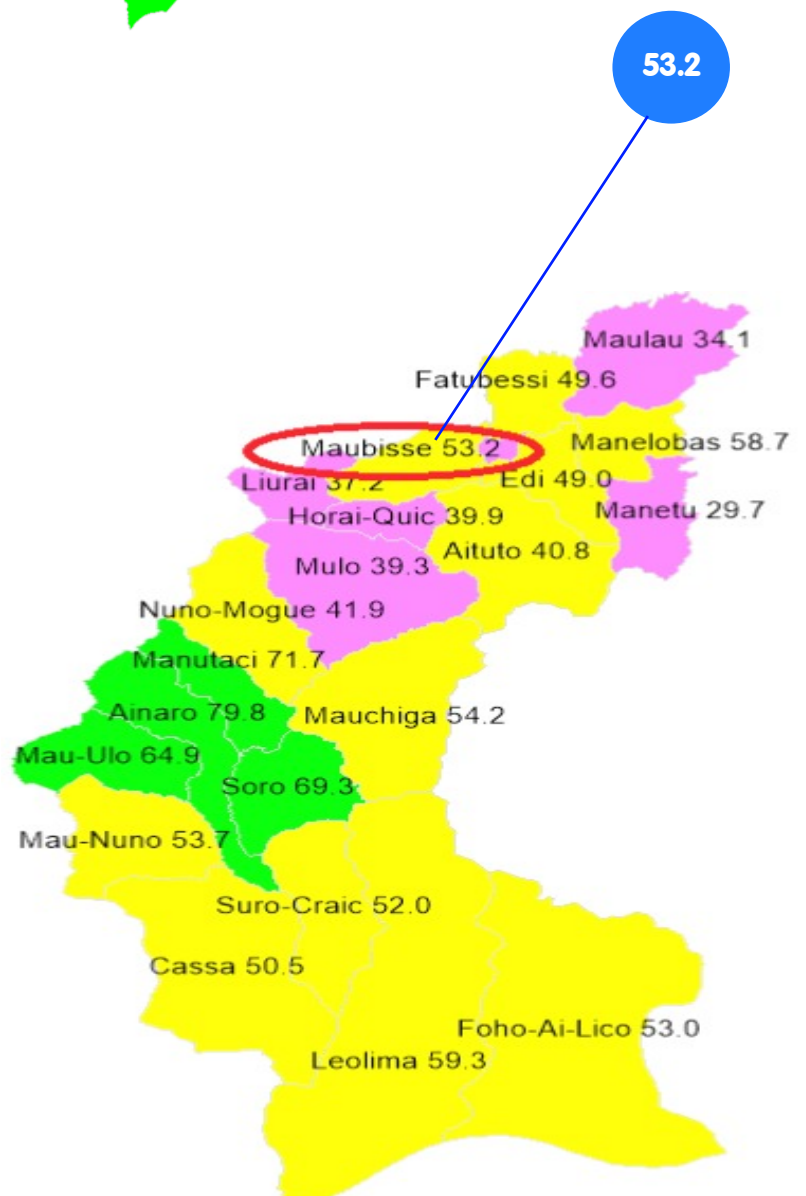 53.2
Maulau 34.1
Fatubessi 49.6
Manelobas 58.7
Maubisse 53.2
Edi 49.0
Liurai 37.2
Manetu 29.7
Horai-Quic 39.9
Aituto 40.8
Mulo 39.3
Nuno-Mogue 41.9
Manutaci 71.7
Ainaro 79.8
Mauchiga 54.2
Mau-Ulo 64.9
Soro 69.3
Mau-Nuno 53.7
Suro-Craic 52.0
Cassa 50.5
Foho-Ai-Lico 53.0
Leolima 59.3